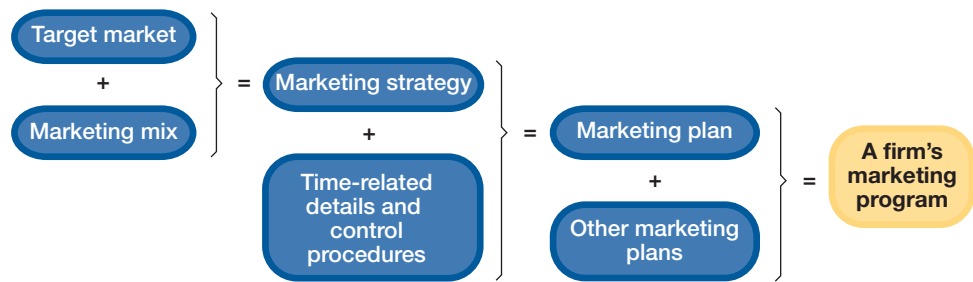 Target market
+
Marketing mix
=
Marketing strategy
+
Time-related
details and
control
procedures
=
Marketing plan
+
Other marketing
plans
=
A firm’s
marketing
program